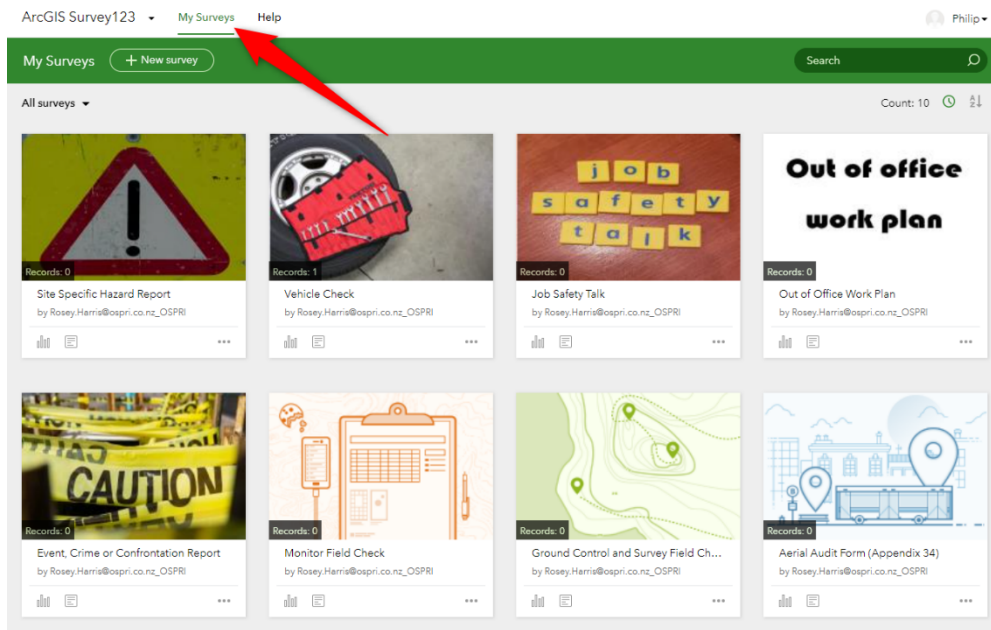 ArcGIS Survey123
My Surveys
Help
Philip
My Surveys
+ New survey
Search
All surveys
Count: 10
Records: 0
Site Specific Hazard Report
by Rosey.Harris@ospri.co.nz_OSPRI
Records: 1
Vehicle Check
by Rosey.Harris@ospri.co.nz_OSPRI
job
safety
talk
Records: 0
Job Safety Talk
by Rosey.Harris@ospri.co.nz_OSPRI
Out of office
work plan
Records: 0
Out of Office Work Plan
by Rosey.Harris@ospri.co.nz_OSPRI
CAUTION
Records: 0
Event, Crime or Confrontation Report
by Rosey.Harris@ospri.co.nz_OSPRI
Records: 0
Monitor Field Check
by Rosey.Harris@ospri.co.nz_OSPRI
Records: 0
Ground Control and Survey Field Ch...
by Rosey.Harris@ospri.co.nz_OSPRI
Records: 0
Aerial Audit Form (Appendix 34)
by Rosey.Harris@ospri.co.nz_OSPRI